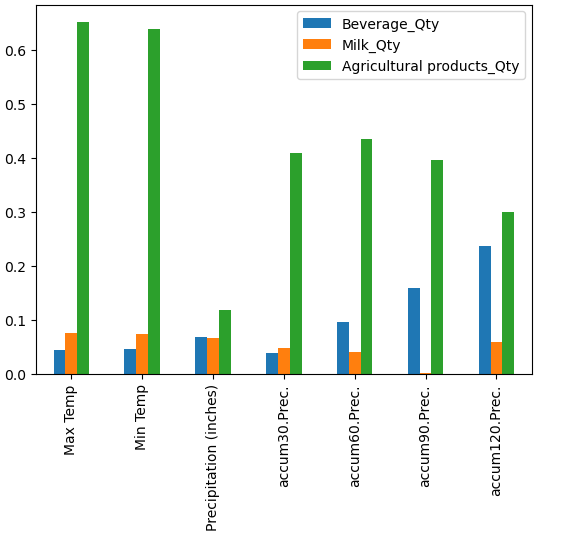 Beverage_Qty
Milk_Qty
Agricultural products_Qty
0.6
0.5
0.4
0.3
0.2
0.1
0.0
Max Temp
Min Temp
Precipitation (inches)
accum30.Prec.
accum60.Prec.
accum90.Prec.
accum120.Prec.